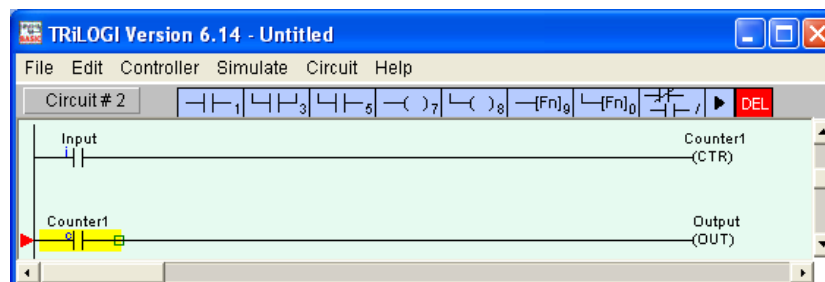 TRiLOGI Version 6.14 - Untitled
File Edit Controller Simulate Circuit Help
Circuit # 2 1 3 5 ( )7 ( )8 [Fn]9 [Fn]0 / DEL
Input Counter1
i (CTR)
Counter1 Output
c (OUT)